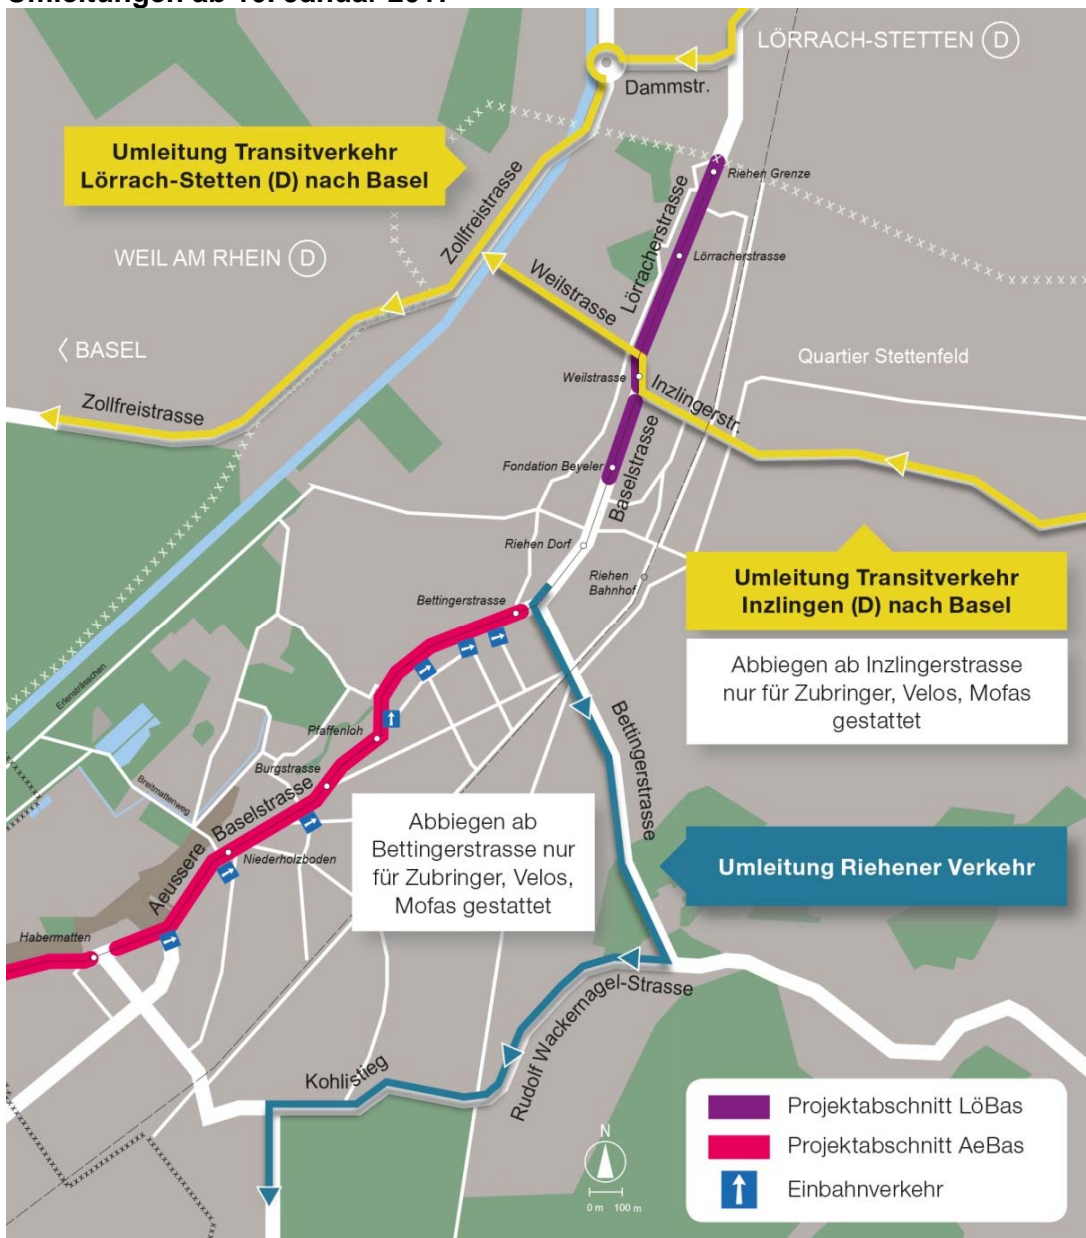 LÖRRACH-STETTEN (D)
Dammstr.
Umleitung Transitverkehr
Lörrach-Stetten (D) nach Basel
Zollfreistrasse
Riehen Grenze
Lörracherstrasse
WEIL AM RHEIN (D)
Weilstrasse
Lörracherstrasse
BASEL
Quartier Stettenfeld
Weilstrasse
Inzlingerstr.
Zollfreistrasse
Baselstrasse
Fondation Beyeler
Riehen Dorf
Riehen
Bahnhof
Umleitung Transitverkehr
Inzlingen (D) nach Basel
Bettingerstrasse
Abbiegen ab Inzlingerstrasse
nur für Zubringer, Velos, Mofas
gestattet
Erlensträsschen
Bettingerstrasse
Pfaffenloh
Burgstrasse
Breitmattenweg
Aeussere Baselstrasse
Abbiegen ab
Bettingerstrasse nur
für Zubringer, Velos,
Mofas gestattet
Niederholzboden
Umleitung Riehener Verkehr
Habermatten
Rudolf Wackernagel-Strasse
Kohlistieg
N
0 m 100 m
Projektabschnitt LöBas
Projektabschnitt AeBas
Einbahnverkehr